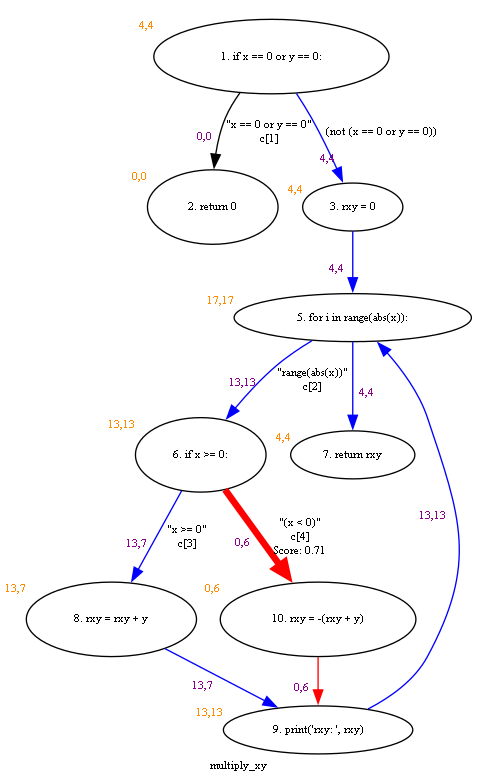 4,4
1. if x == 0 or y == 0:
"x == 0 or y == 0"
c[1]
0,0
(not (x == 0 or y == 0))
4,4
0,0
2. return 0
4,4
3. rxy = 0
4,4
17,17
5. for i in range(abs(x)):
"range(abs(x))"
c[2]
13,13
4,4
13,13
6. if x >= 0:
4,4
7. return rxy
"x >= 0"
c[3]
13,7
"(x < 0)"
c[4]
Score: 0.71
0,6
13,13
13,7
8. rxy = rxy + y
0,6
10. rxy = -(rxy + y)
13,7
0,6
13,13
9. print('rxy: ', rxy)
multiply_xy